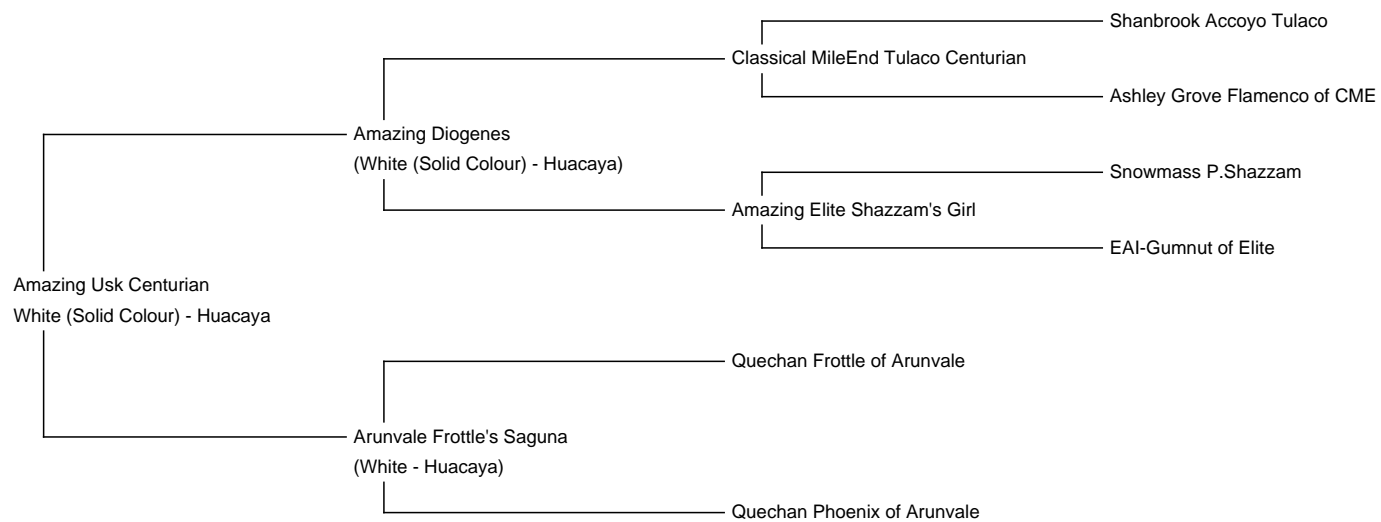 Shanbrook Accoyo Tulaco
Classical MileEnd Tulaco Centurian
Ashley Grove Flamenco of CME
Amazing Diogenes
(White (Solid Colour) - Huacaya)
Snowmass P.Shazzam
Amazing Elite Shazzam's Girl
EAI-Gumnut of Elite
Amazing Usk Centurian
White (Solid Colour) - Huacaya
Quechan Frottle of Arunvale
Arunvale Frottle's Saguna
(White - Huacaya)
Quechan Phoenix of Arunvale